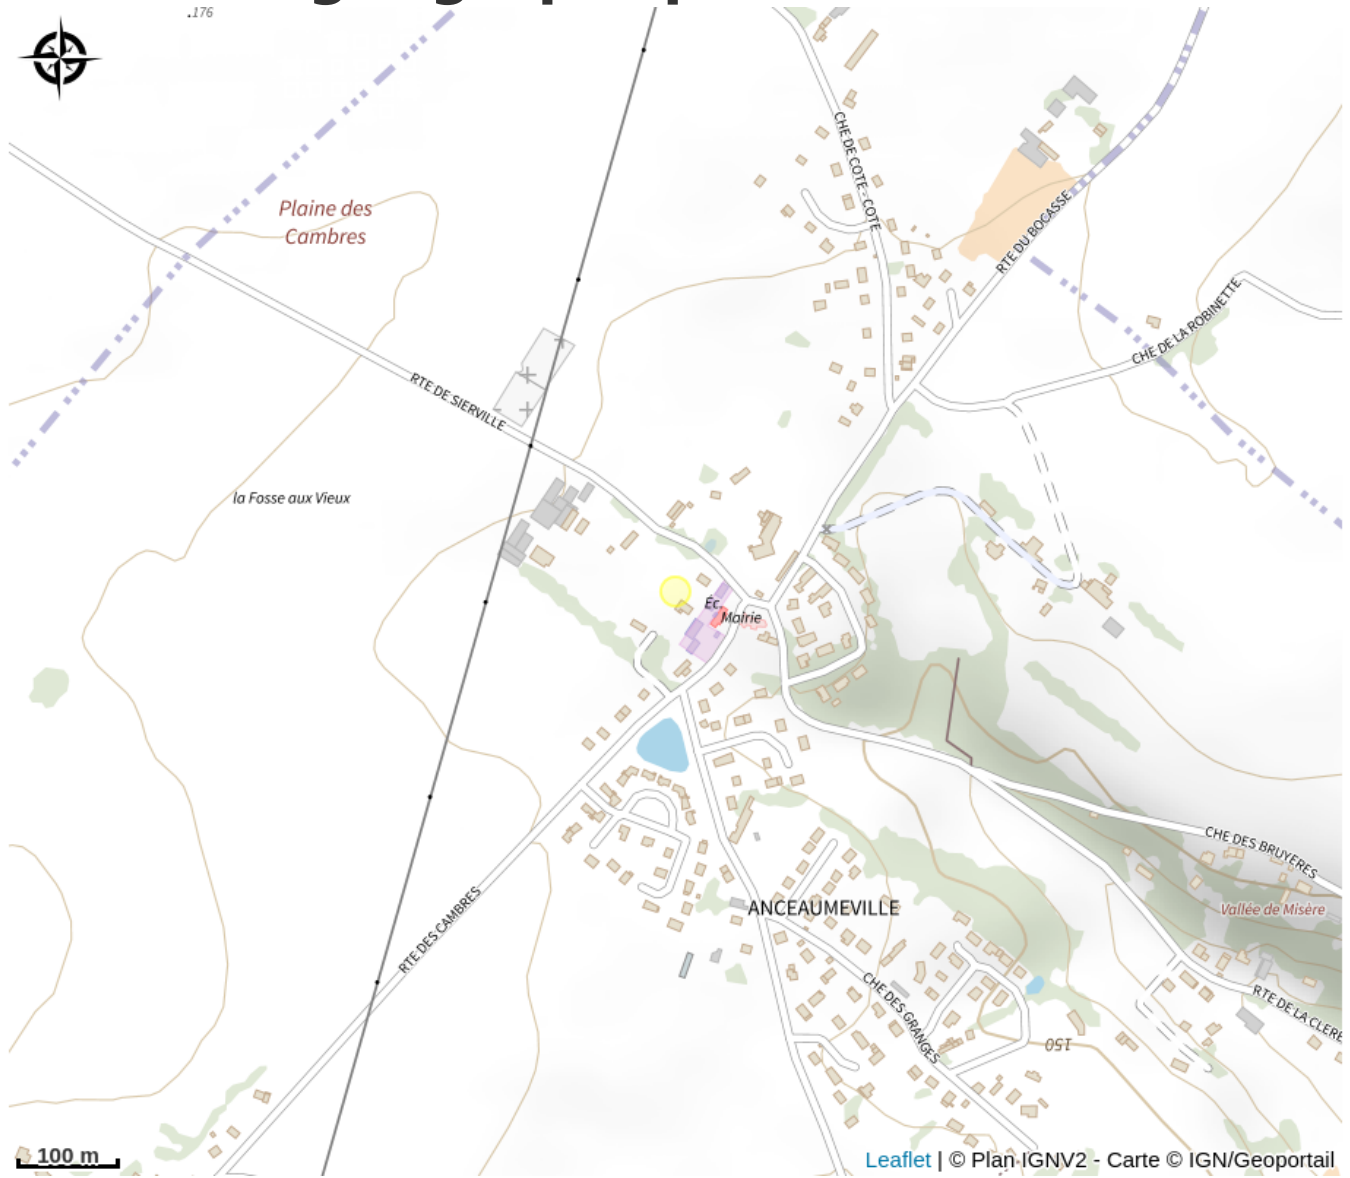 .176
CHE DE COTE - COTE
Plaine des
Cambres
RTE DU BOCASSE
CHE DE LA ROBINETTE
RTE DE SIERVILLE
la Fosse aux Vieux
Éc.
Mairie
CHE DES BRUYERES
ANCEAUMEVILLE
Vallée de Misère
RTE DES CAMBRES
CHE DES GRANGES
RTE DE LA CLERE
150
100 m
Leaflet | © Plan IGNV2 - Carte © IGN/Geoportail